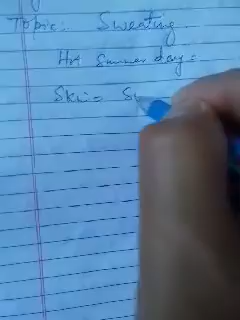 Topic: Sweating
Hot Summer day =
Skin = S